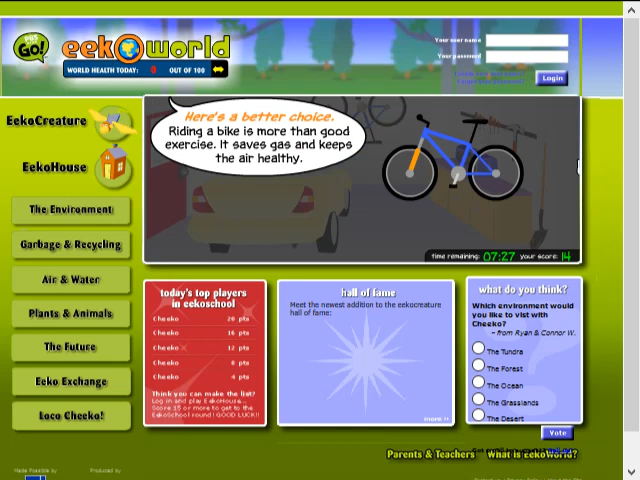 PBS KIDS
Go!
eekoworld
WORLD HEALTH TODAY: 0 OUT OF 100
Your user name
Your password
Login
EekoCreature
EekoHouse
The Environment
Garbage & Recycling
Air & Water
Plants & Animals
The Future
Eeko Exchange
Loco Cheeko!
Here's a better choice.
Riding a bike is more than good
exercise. It saves gas and keeps
the air healthy.
time remaining: 07:27 your score: 14
today's top players
in eekoschool
Cheeko 20 pts
Cheeko 16 pts
Cheeko 12 pts
Cheeko 8 pts
Cheeko 4 pts
Think you can make the list?
Log in and play EekoHouse...
Score 15 or more to get to the
EekoSchool round! GOOD LUCK!!
hall of fame
Meet the newest addition to the eekocreature
hall of fame:
more »
what do you think?
Which environment would
you like to vist with
Cheeko?
- from Ryan & Connor W.
The Tundra
The Forest
The Ocean
The Grasslands
The Desert
Vote
Parents & Teachers What is EekoWorld?
Made Possible by
Produced by